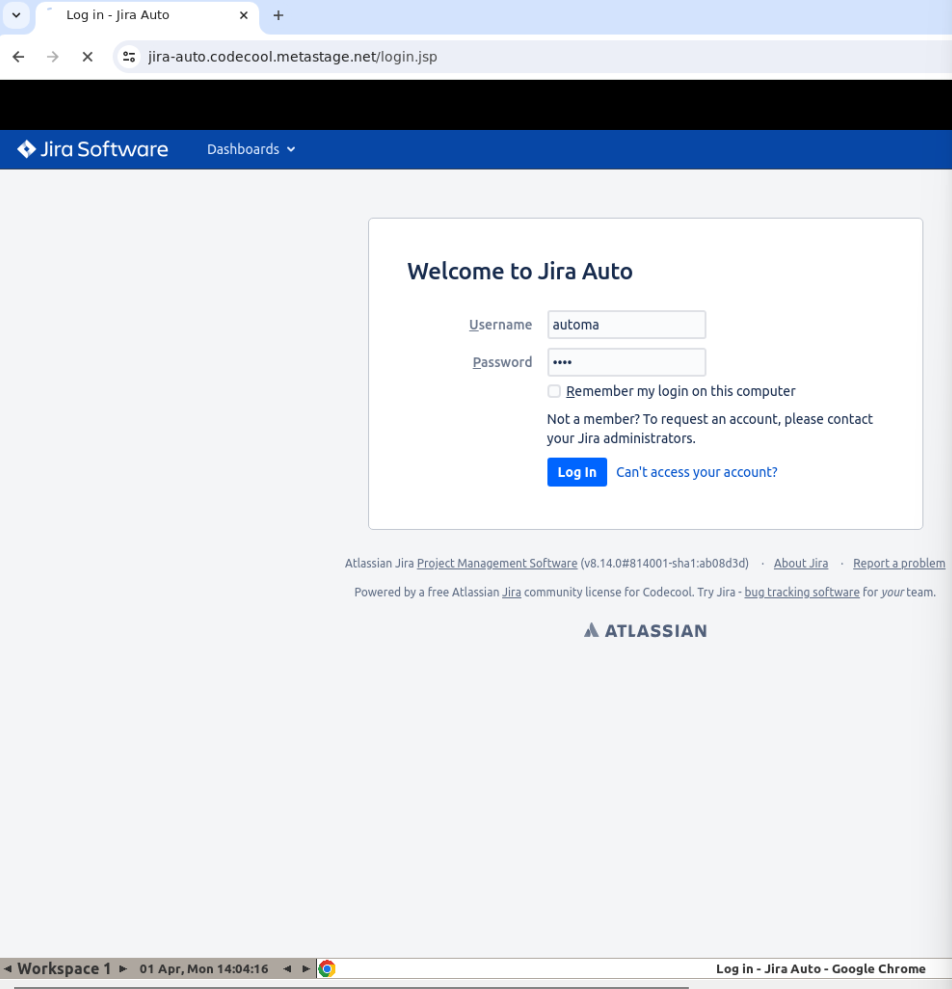 Log in - Jira Auto
jira-auto.codecool.metastage.net/login.jsp
Jira Software Dashboards
Welcome to Jira Auto
Username automa
Password ••••
Remember my login on this computer
Not a member? To request an account, please contact
your Jira administrators.
Log In Can't access your account?
Atlassian Jira Project Management Software (v8.14.0#814001-sha1:ab08d3d) · About Jira · Report a problem
Powered by a free Atlassian Jira community license for Codecool. Try Jira - bug tracking software for your team.
ATLASSIAN
Workspace 1 01 Apr, Mon 14:04:16 Log in - Jira Auto - Google Chrome